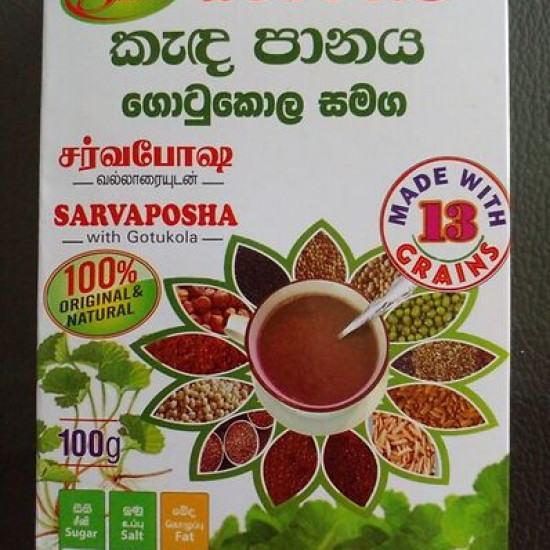 කැඳ පානය
ගොටුකොල සමග
சர்வபோஷ
வல்லாரையுடன்
SARVAPOSHA
with Gotukola
MADE WITH
13
GRAINS
100%
ORIGINAL &
NATURAL
100g
සීනි
சீனி
Sugar
ලුණු
உப்பு
Salt
මේද
கொழுப்பு
Fat